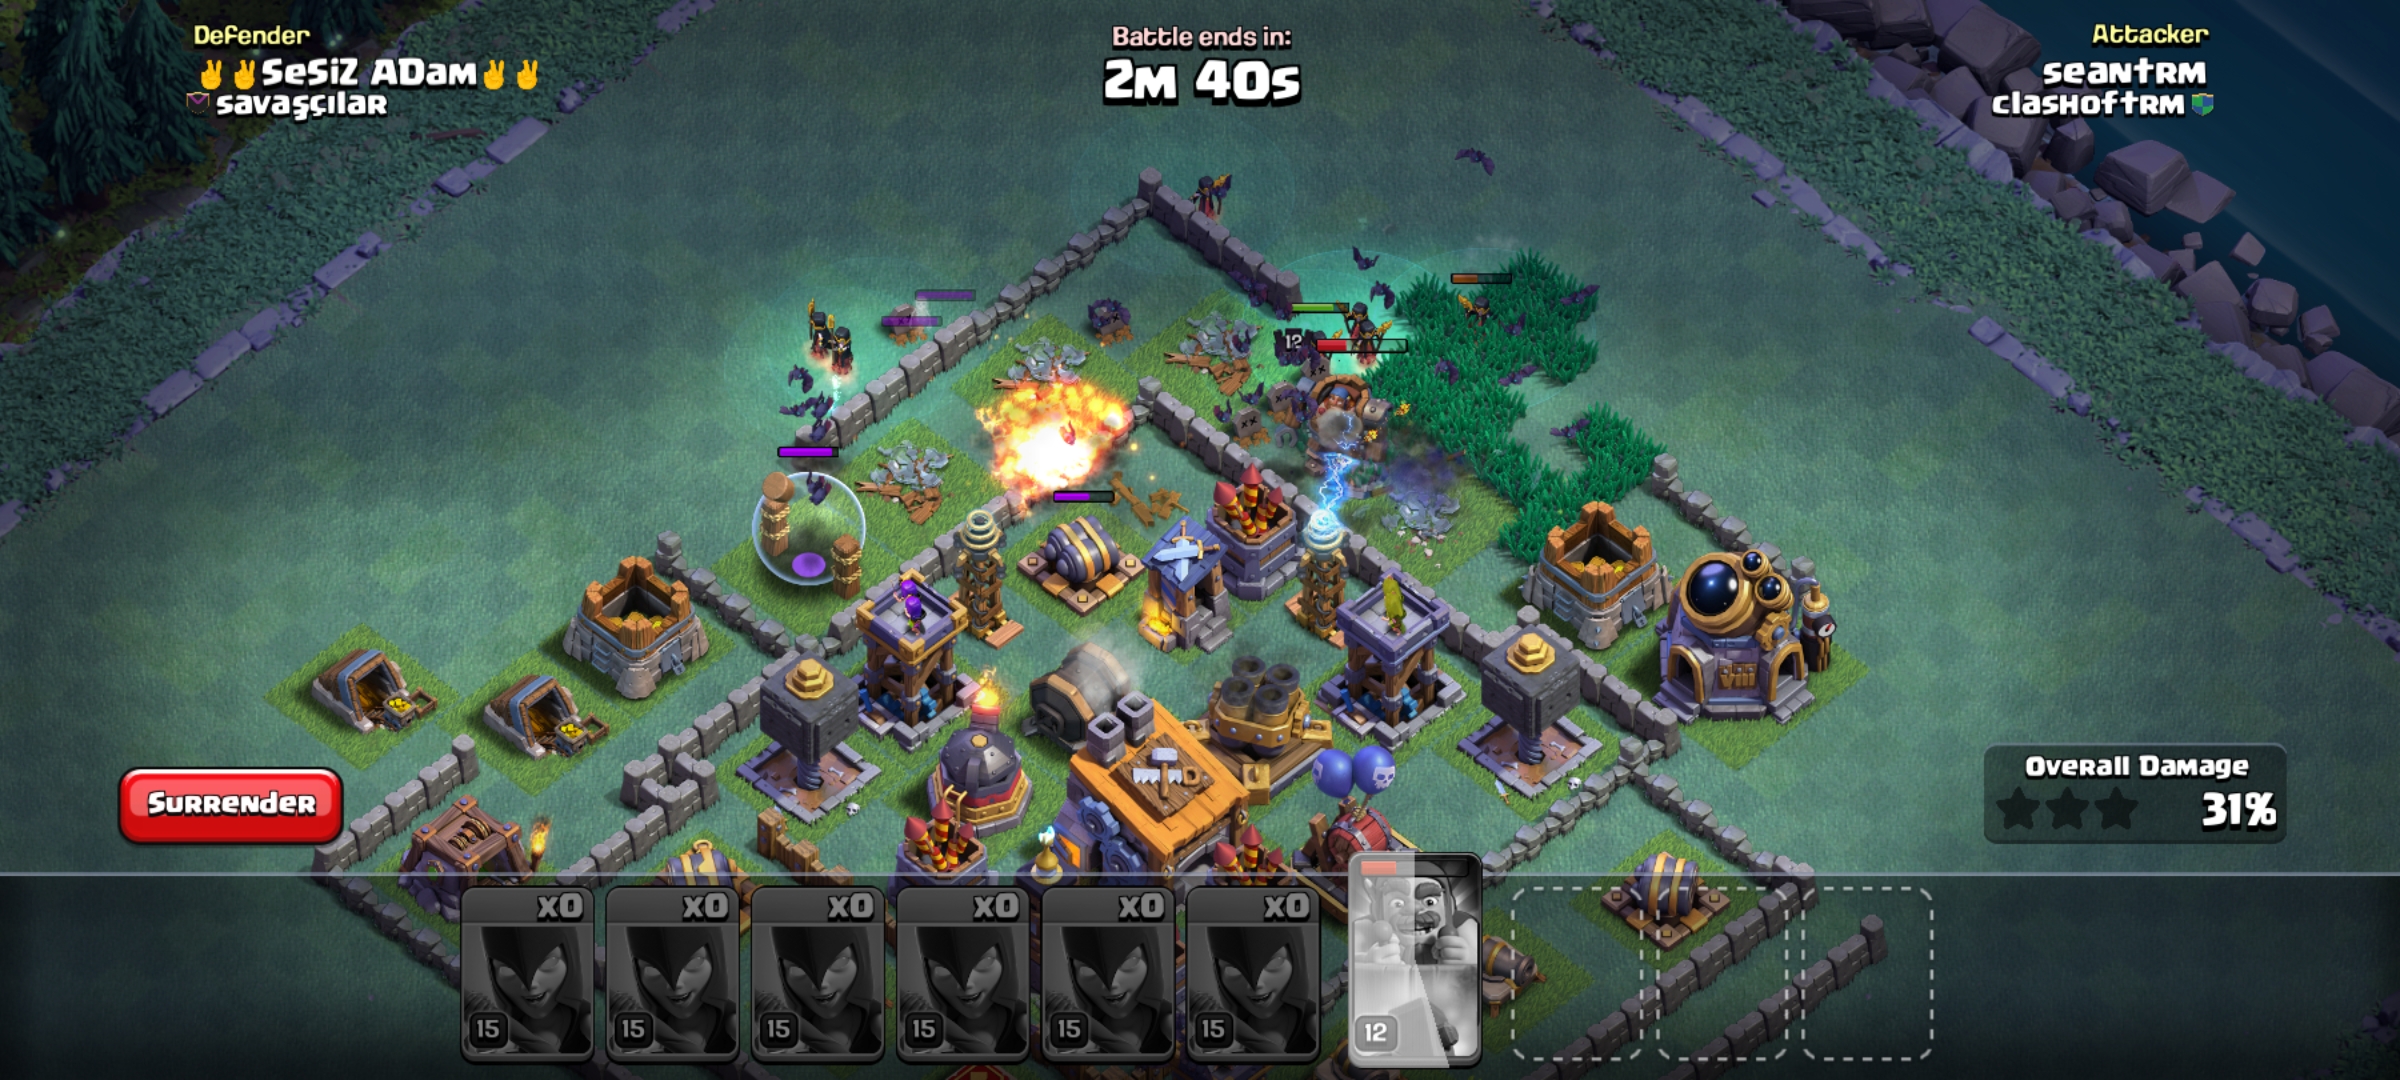 Defender
✌✌SeSiZ ADam✌✌
savaşçılar
Battle ends in:
2M 40s
Attacker
seantRM
clashoftRM
12
VIII
Surrender
Overall Damage
31%
x0 x0 x0 x0 x0 x0
15 15 15 15 15 15 12